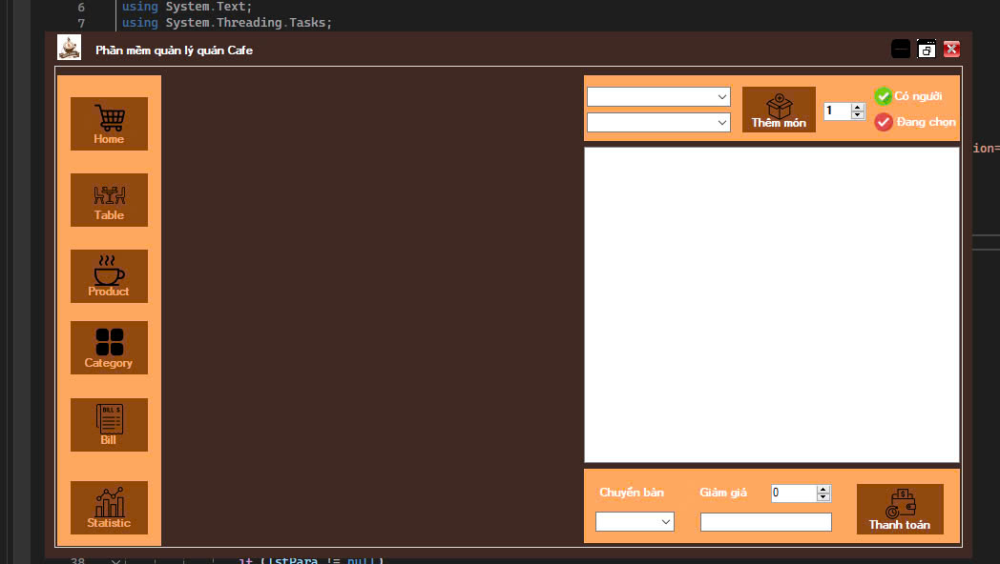 6 using System.Text;
7 using System.Threading.Tasks;
Phần mềm quản lý quán Cafe
Home
Table
Product
Category
BILL $
Bill
Statistic
Thêm món
1
Có người
Đang chọn
ion=
Chuyển bàn
Giảm giá
0
Thanh toán
38 if (lstPara != null)